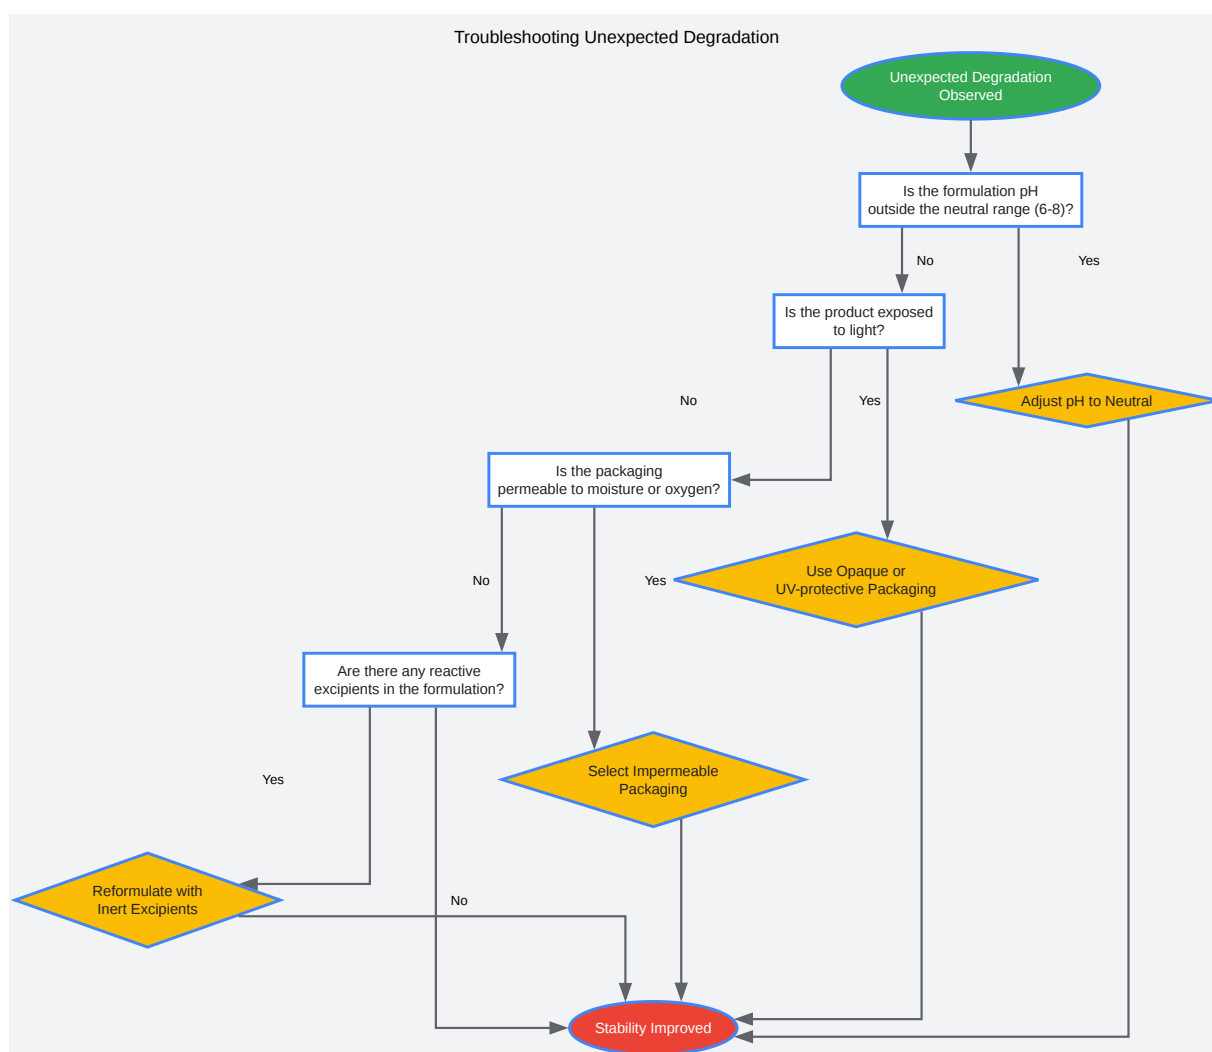 Troubleshooting Unexpected Degradation
Unexpected Degradation
Observed
Is the formulation pH
outside the neutral range (6-8)?
No
Yes
Is the product exposed
to light?
No
Yes
Adjust pH to Neutral
Is the packaging
permeable to moisture or oxygen?
No
Yes
Use Opaque or
UV-protective Packaging
Are there any reactive
excipients in the formulation?
Yes
Select Impermeable
Packaging
Reformulate with
Inert Excipients
No
Stability Improved